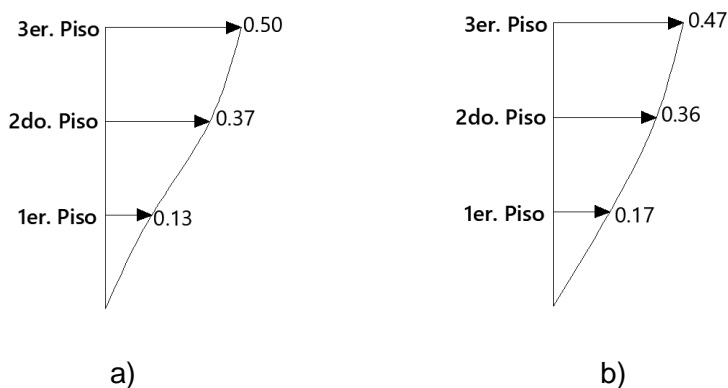 3er. Piso 0.50
2do. Piso 0.37
1er. Piso 0.13
a)
3er. Piso 0.47
2do. Piso 0.36
1er. Piso 0.17
b)